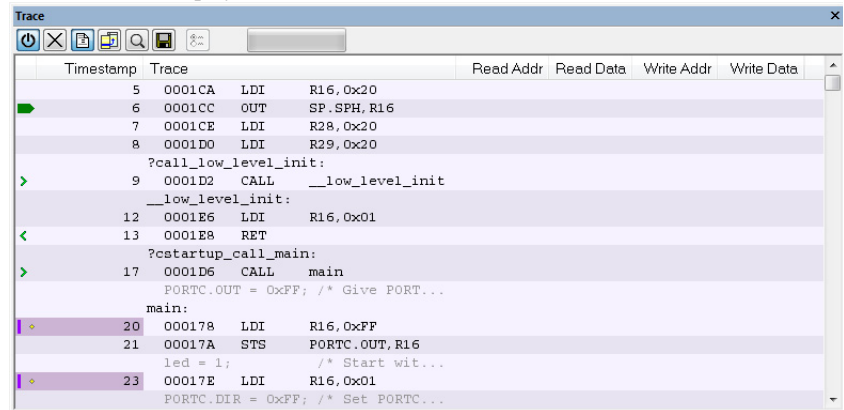 Trace
Timestamp Trace Read Addr Read Data Write Addr Write Data
5 0001CA LDI R16,0x20
6 0001CC OUT SP.SPH,R16
7 0001CE LDI R28,0x20
8 0001D0 LDI R29,0x20
?call_low_level_init:
9 0001D2 CALL __low_level_init
__low_level_init:
12 0001E6 LDI R16,0x01
13 0001E8 RET
?cstartup_call_main:
17 0001D6 CALL main
PORTC.OUT = 0xFF; /* Give PORT...
main:
20 000178 LDI R16,0xFF
21 00017A STS PORTC.OUT,R16
led = 1; /* Start wit...
23 00017E LDI R16,0x01
PORTC.DIR = 0xFF; /* Set PORTC...